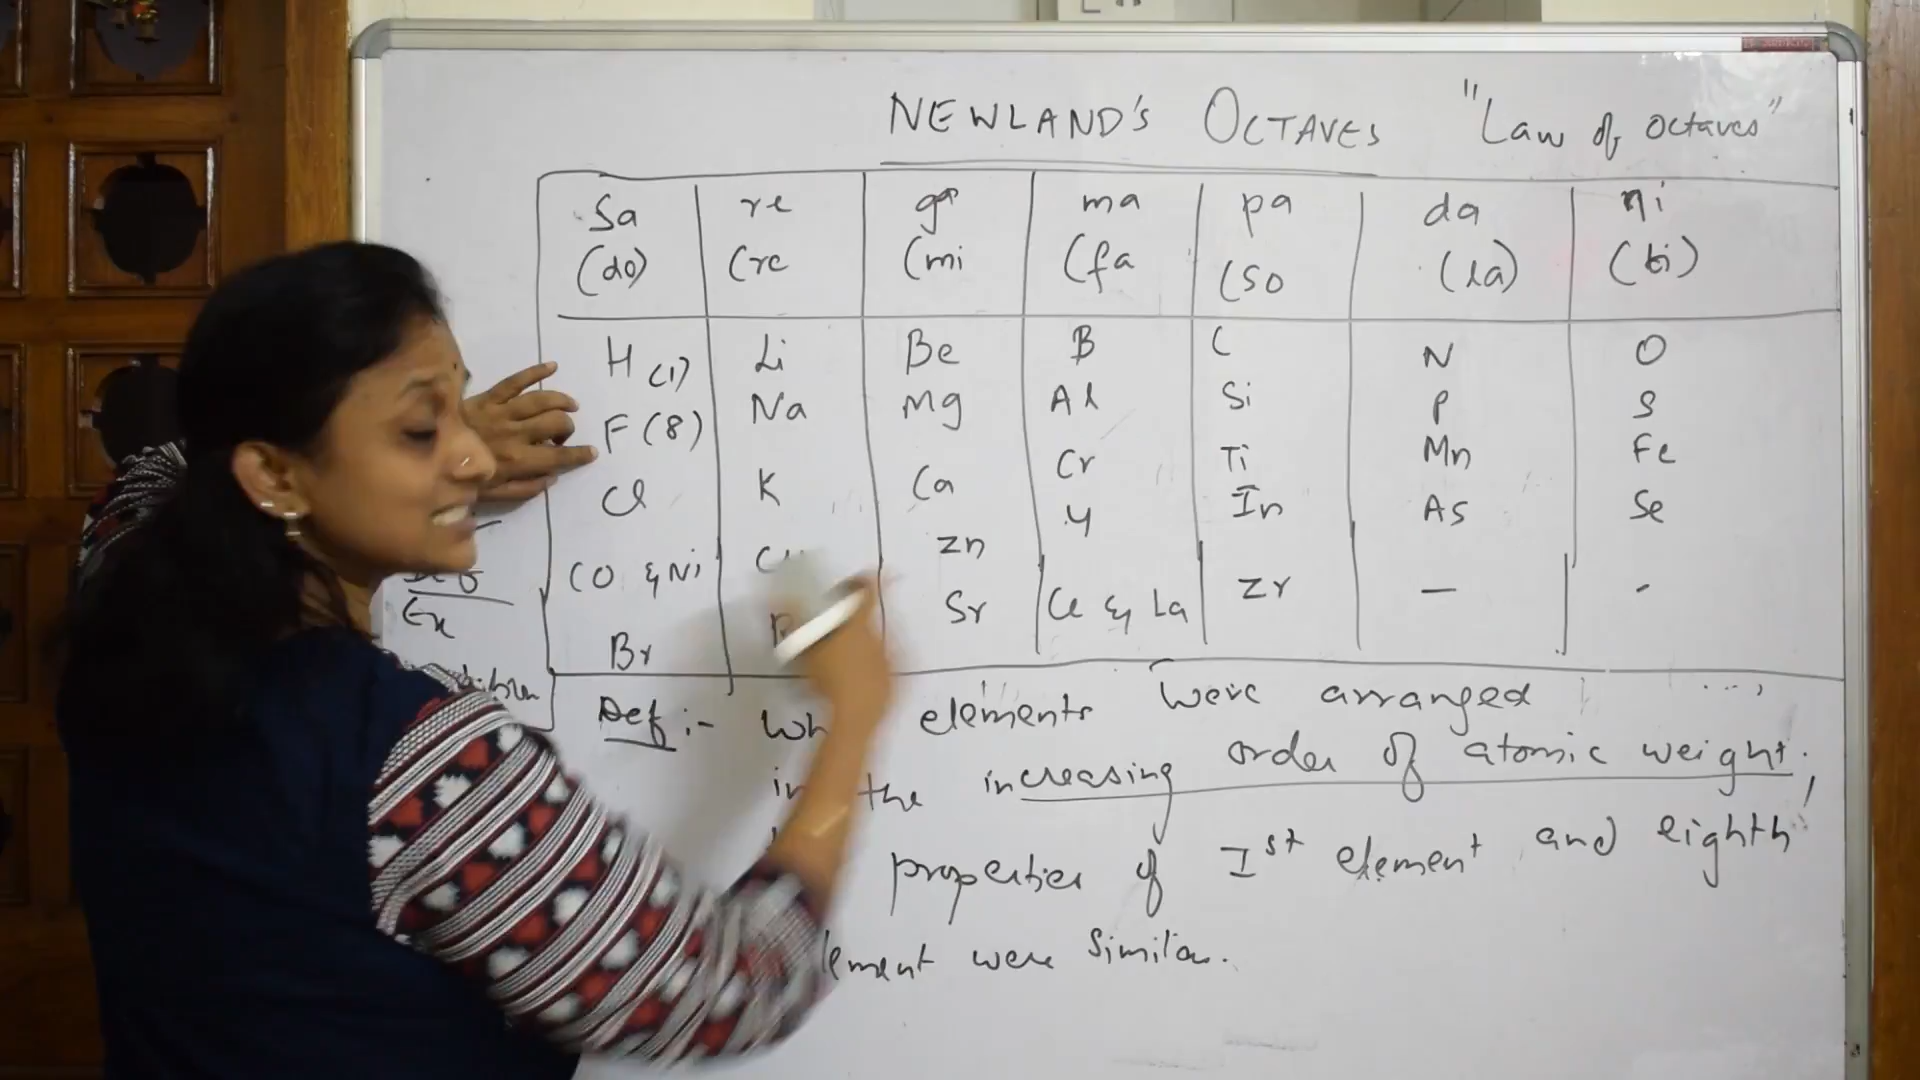 NEWLAND'S OCTAVES "Law of octaves"
Sa re ga ma pa da ni
(do) (re (mi (fa (so (la) (ti)
H (1) Li Be B C N O
F (8) Na Mg Al Si P S
Cl K Ca Cr Ti Mn Fe
CO & Ni Zn Y In As Se
Br Sr Ce & La Zr — -
Ex
Def :- elements were arranged
in the increasing order of atomic weight,
properties of Ist element and eighth
element were similar.